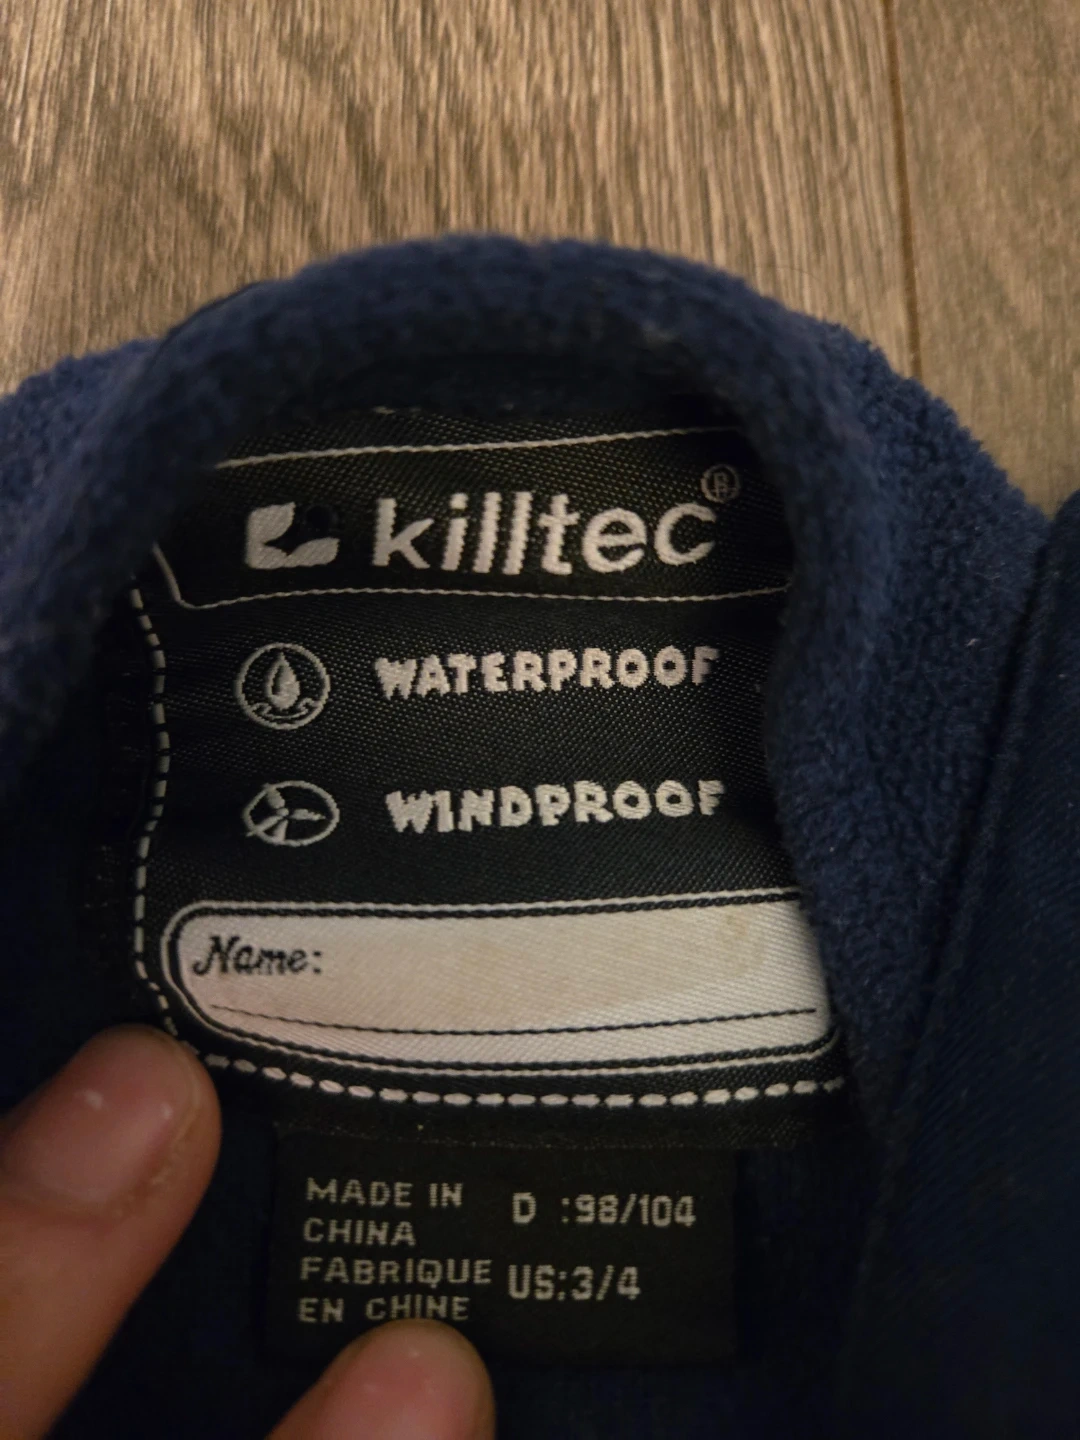 killtec®
WATERPROOF
WINDPROOF
Name:
MADE IN
CHINA
FABRIQUE
EN CHINE
D :98/104
US:3/4